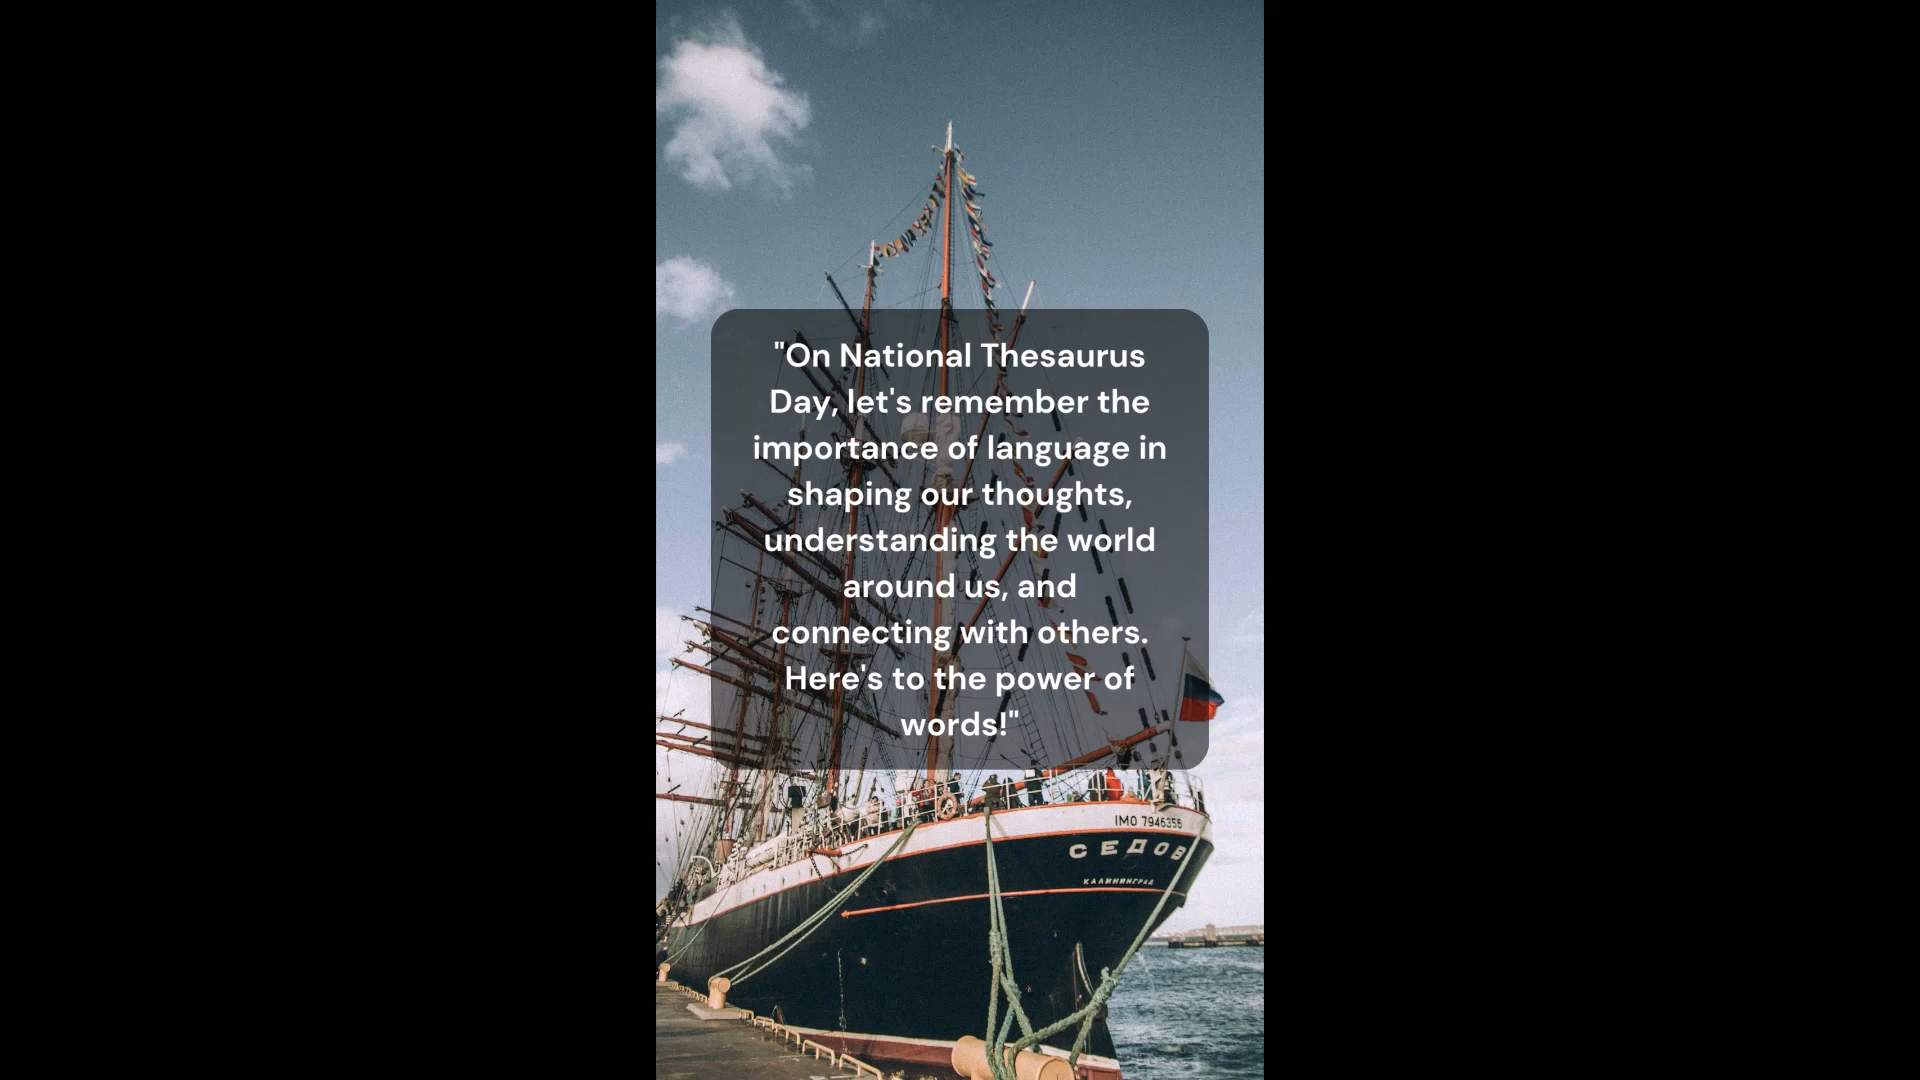 "On National Thesaurus
Day, let's remember the
importance of language in
shaping our thoughts,
understanding the world
around us, and
connecting with others.
Here's to the power of
words!"
IMO 7946356
СЕДОВ
КАЛИНИНГРАД